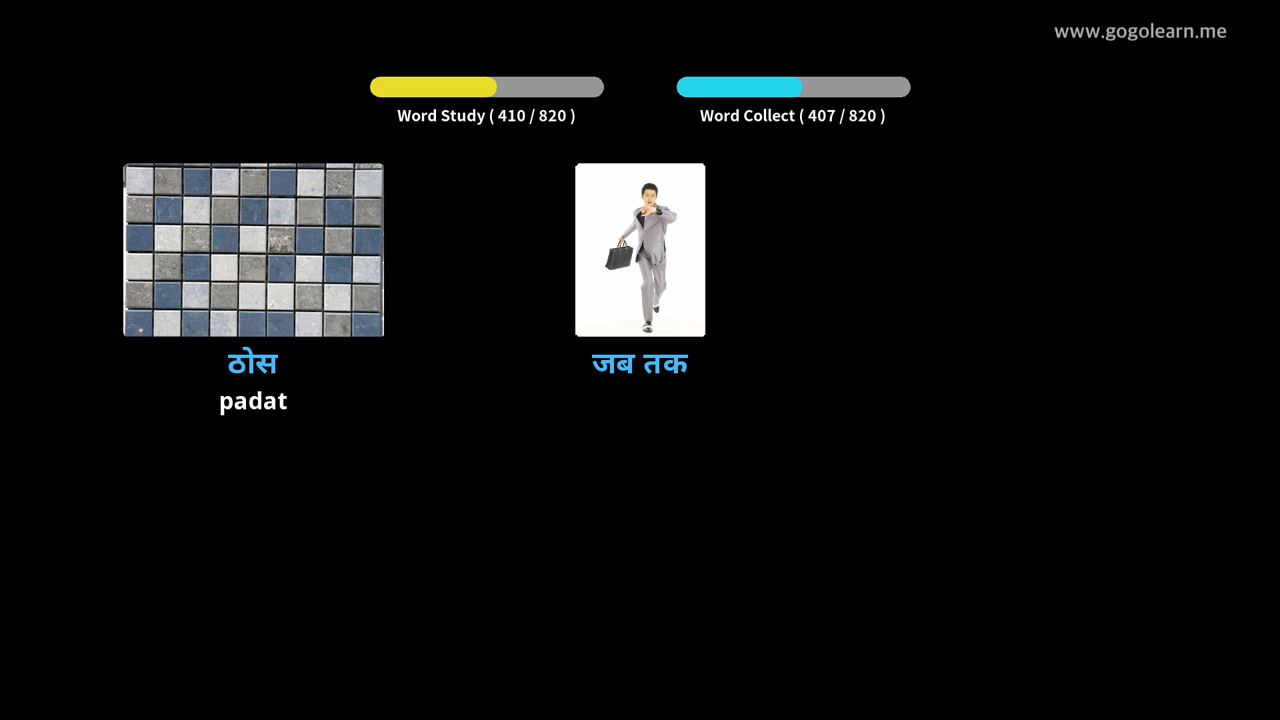 www.gogolearn.me
Word Study ( 410 / 820 )
Word Collect ( 407 / 820 )
ठोस
padat
जब तक